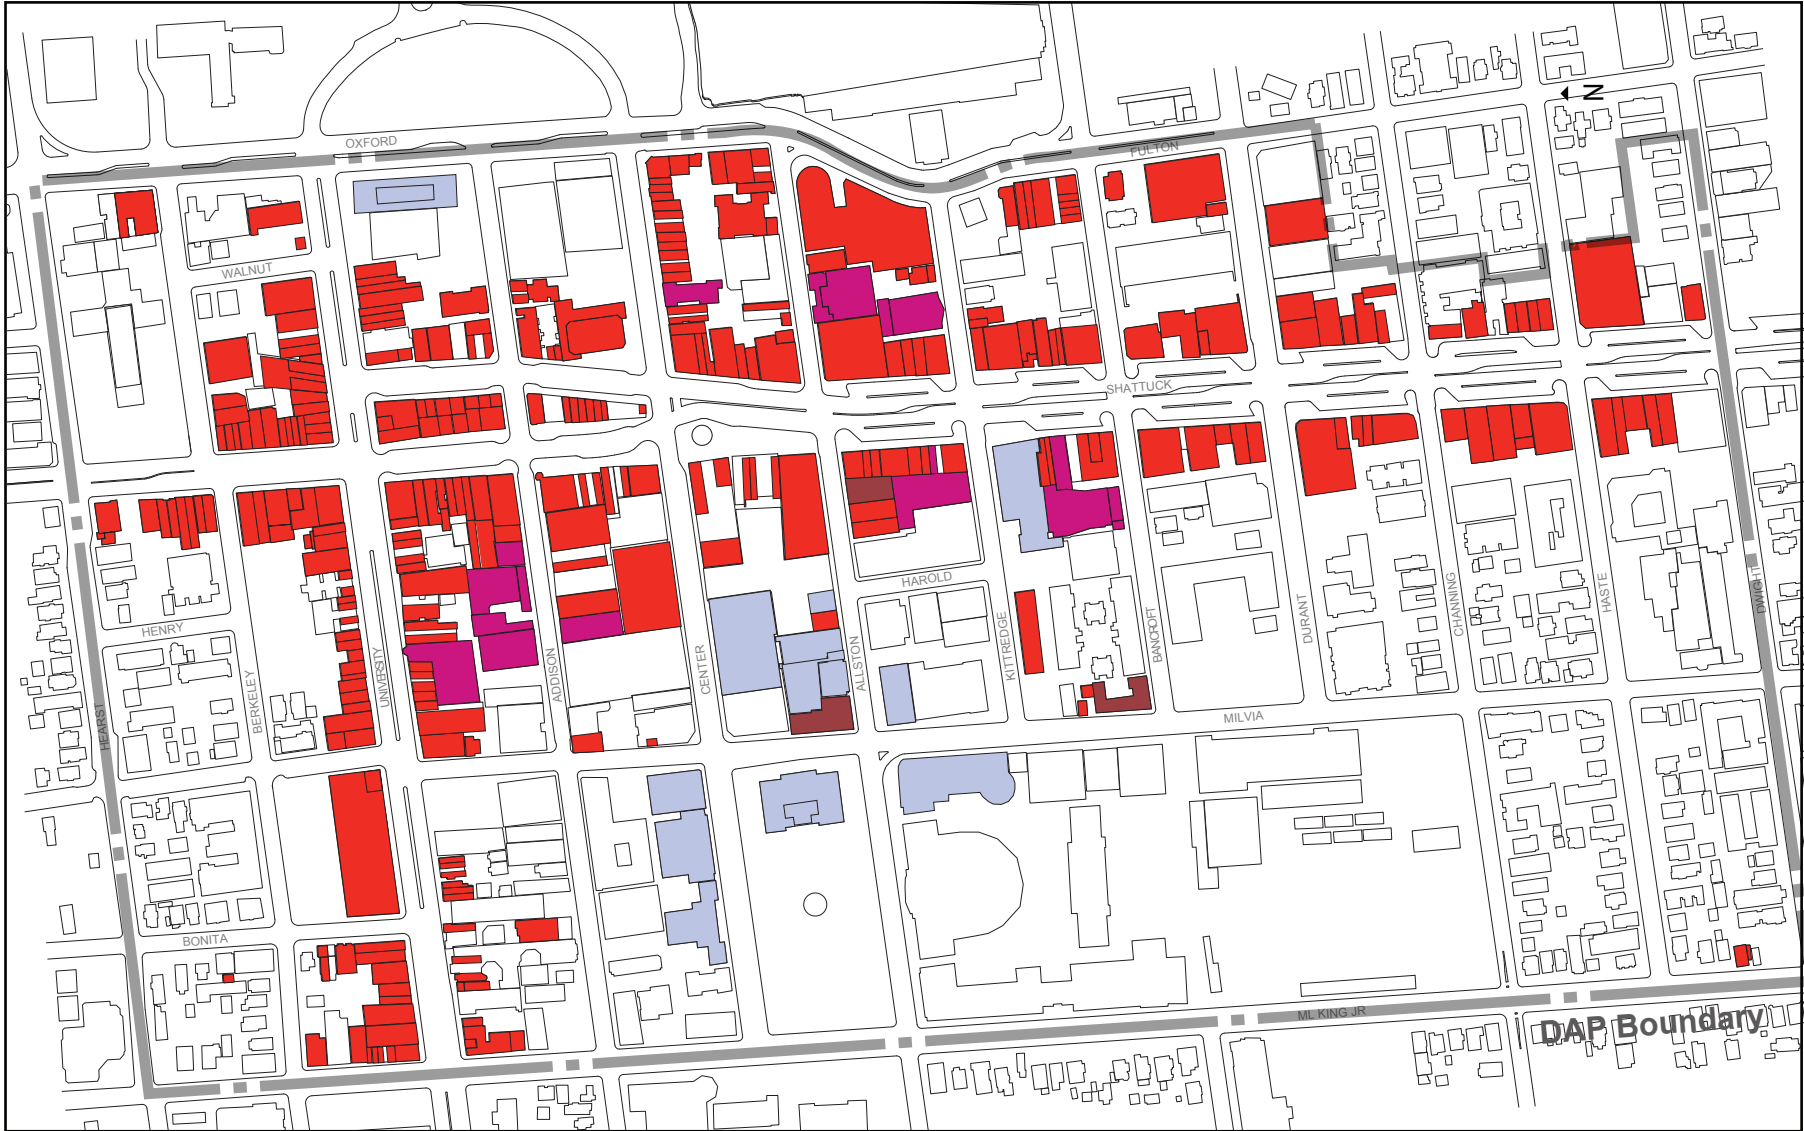 OXFORD
N
FULTON
WALNUT
SHATTUCK
HAROLD
HENRY
HEARST
BERKELEY
UNIVERSITY
ADDISON
CENTER
ALLSTON
KITTREDGE
BANCROFT
DURANT
CHANNING
HASTE
DWIGHT
MILVIA
BONITA
ML KING JR
DAP Boundary